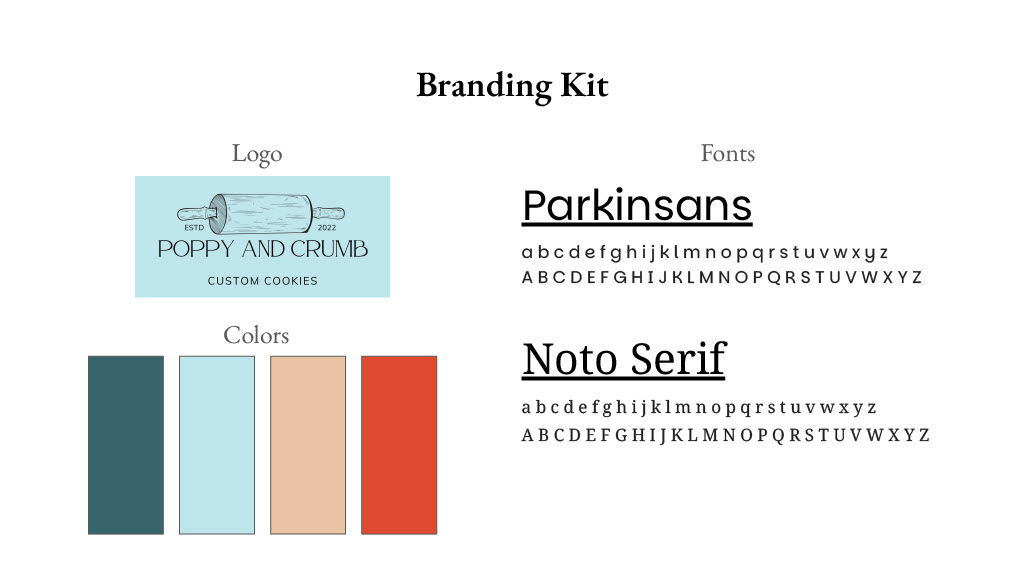 Branding Kit
Logo
ESTD 2022
POPPY AND CRUMB
CUSTOM COOKIES
Colors
Fonts
Parkinsans
a b c d e f g h i j k l m n o p q r s t u v w x y z
A B C D E F G H I J K L M N O P Q R S T U V W X Y Z
Noto Serif
a b c d e f g h i j k l m n o p q r s t u v w x y z
A B C D E F G H I J K L M N O P Q R S T U V W X Y Z